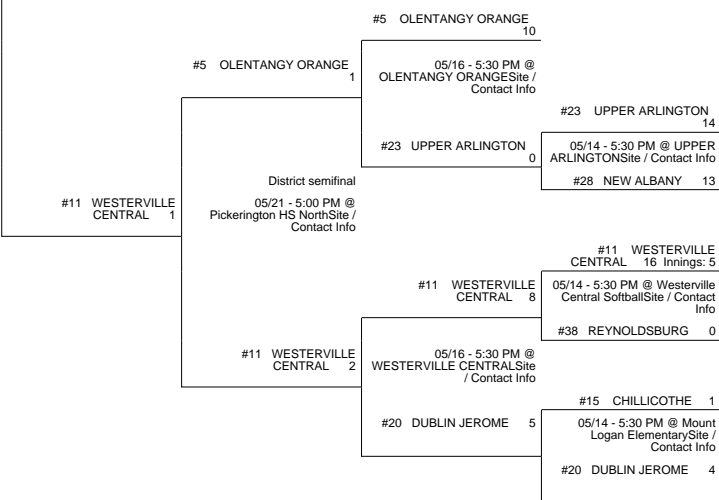 #5 OLENTANGY ORANGE
10
#5 OLENTANGY ORANGE
1
05/16 - 5:30 PM @
OLENTANGY ORANGESite /
Contact Info
#23 UPPER ARLINGTON
14
#23 UPPER ARLINGTON
0
05/14 - 5:30 PM @ UPPER
ARLINGTONSite / Contact Info
#28 NEW ALBANY 13
District semifinal
05/21 - 5:00 PM @
Pickerington HS NorthSite /
Contact Info
#11 WESTERVILLE
CENTRAL 1
#11 WESTERVILLE
CENTRAL 16 Innings: 5
#11 WESTERVILLE
CENTRAL 8
05/14 - 5:30 PM @ Westerville
Central SoftballSite / Contact
Info
#38 REYNOLDSBURG 0
#11 WESTERVILLE
CENTRAL 2
05/16 - 5:30 PM @
WESTERVILLE CENTRALSite
/ Contact Info
#15 CHILLICOTHE 1
#20 DUBLIN JEROME 5
05/14 - 5:30 PM @ Mount
Logan ElementarySite /
Contact Info
#20 DUBLIN JEROME 4